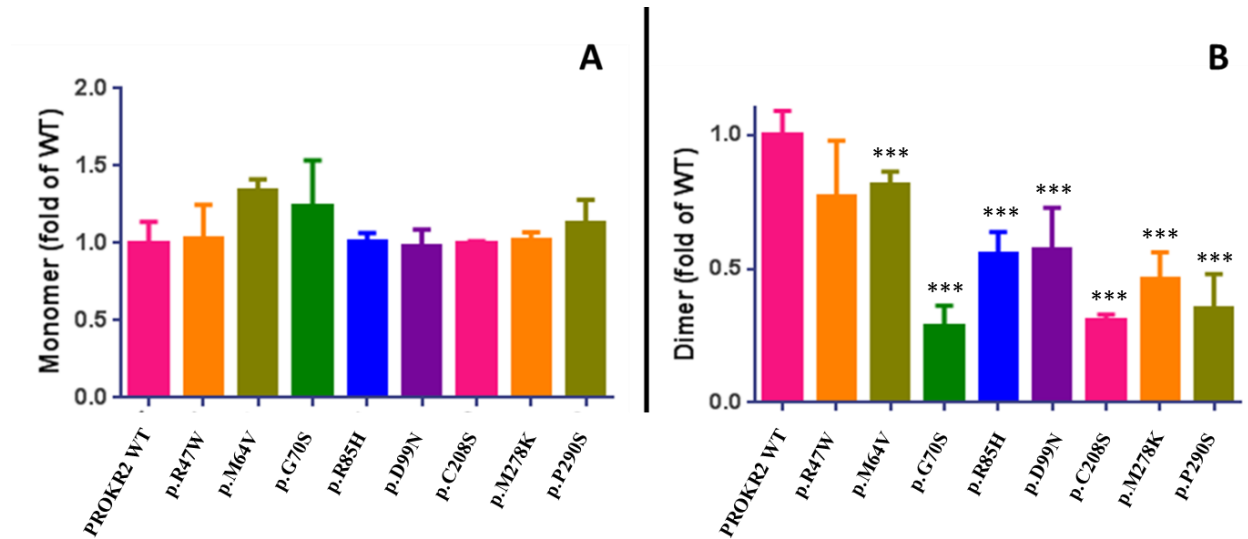 A
Monomer (fold of WT)
2.0
1.5
1.0
0.5
0.0
PROKR2 WT
p.R47W
p.M64V
p.G70S
p.R85H
p.D99N
p.C208S
p.M278K
p.P290S
B
Dimer (fold of WT)
1.0
0.5
0.0
***
***
***
***
***
***
***
PROKR2 WT
p.R47W
p.M64V
p.G70S
p.R85H
p.D99N
p.C208S
p.M278K
p.P290S